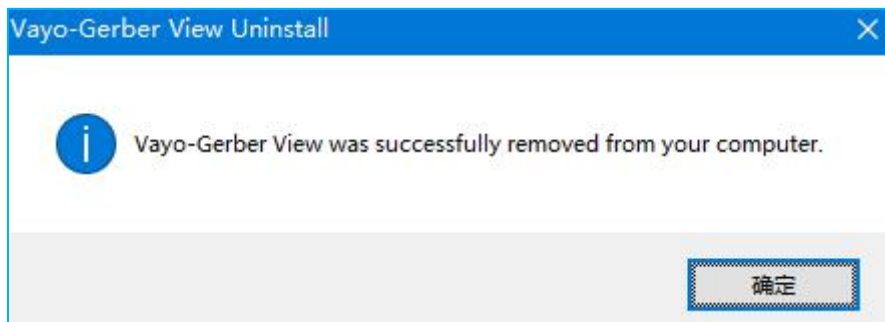 Vayo-Gerber View Uninstall
Vayo-Gerber View was successfully removed from your computer.
确定